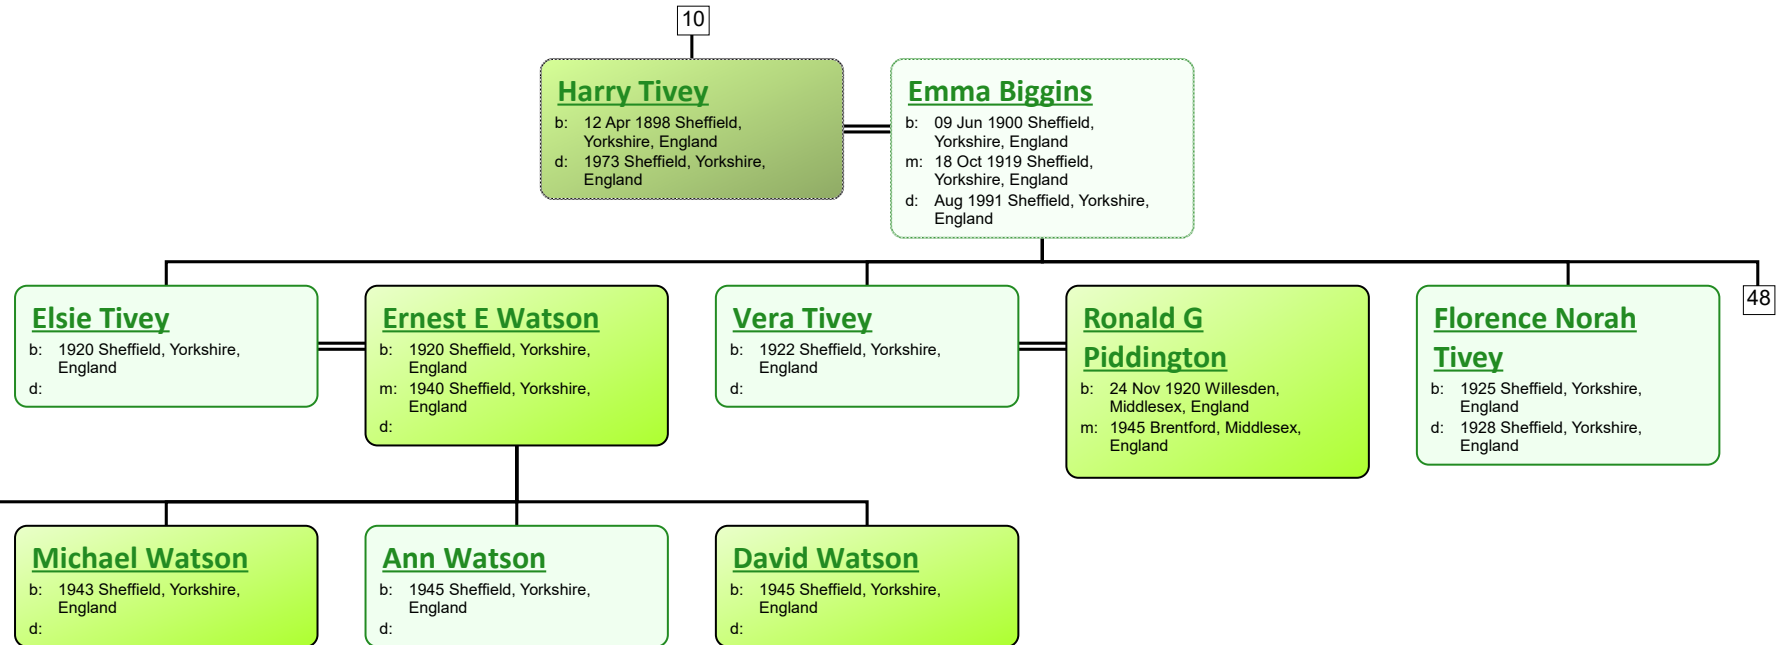 10
Harry Tivey
b: 12 Apr 1898 Sheffield,
Yorkshire, England
d: 1973 Sheffield, Yorkshire,
England
Emma Biggins
b: 09 Jun 1900 Sheffield,
Yorkshire, England
m: 18 Oct 1919 Sheffield,
Yorkshire, England
d: Aug 1991 Sheffield, Yorkshire,
England
Elsie Tivey
b: 1920 Sheffield, Yorkshire,
England
d:
Ernest E Watson
b: 1920 Sheffield, Yorkshire,
England
m: 1940 Sheffield, Yorkshire,
England
d:
Vera Tivey
b: 1922 Sheffield, Yorkshire,
England
d:
Ronald G
Piddington
b: 24 Nov 1920 Willesden,
Middlesex, England
m: 1945 Brentford, Middlesex,
England
Florence Norah
Tivey
b: 1925 Sheffield, Yorkshire,
England
d: 1928 Sheffield, Yorkshire,
England
48
Michael Watson
b: 1943 Sheffield, Yorkshire,
England
d:
Ann Watson
b: 1945 Sheffield, Yorkshire,
England
d:
David Watson
b: 1945 Sheffield, Yorkshire,
England
d: